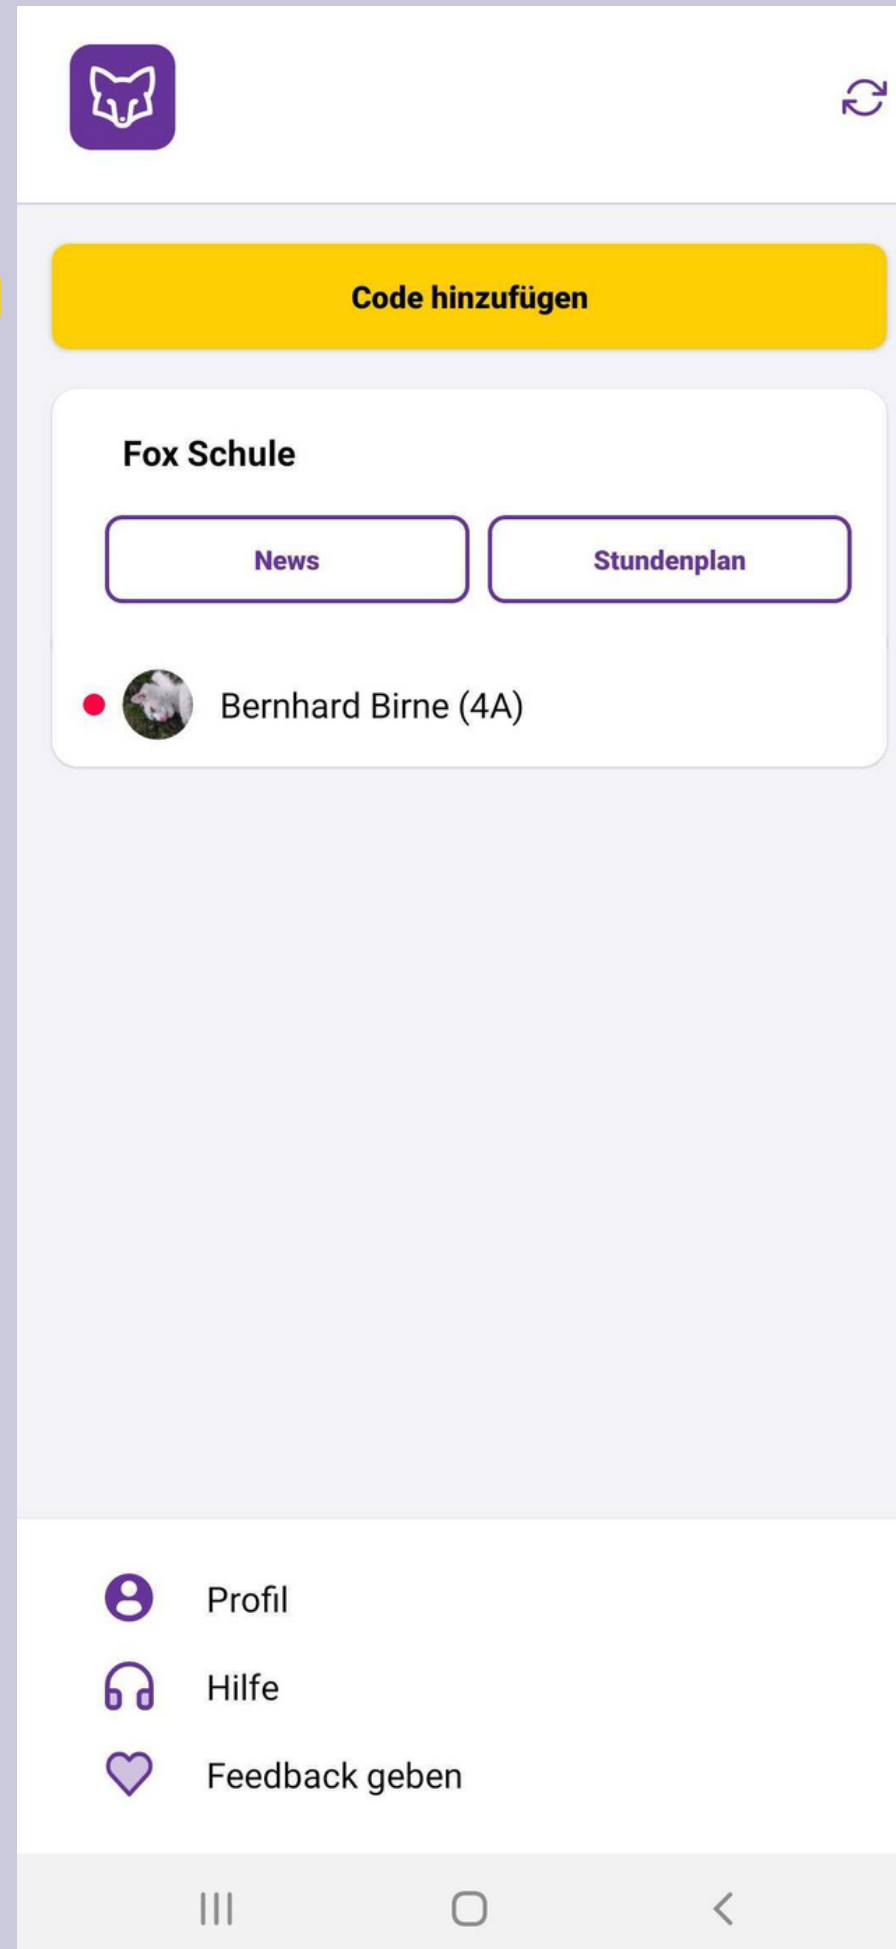 Code hinzufügen
Fox Schule
News
Stundenplan
Bernhard Birne (4A)
Profil
Hilfe
Feedback geben